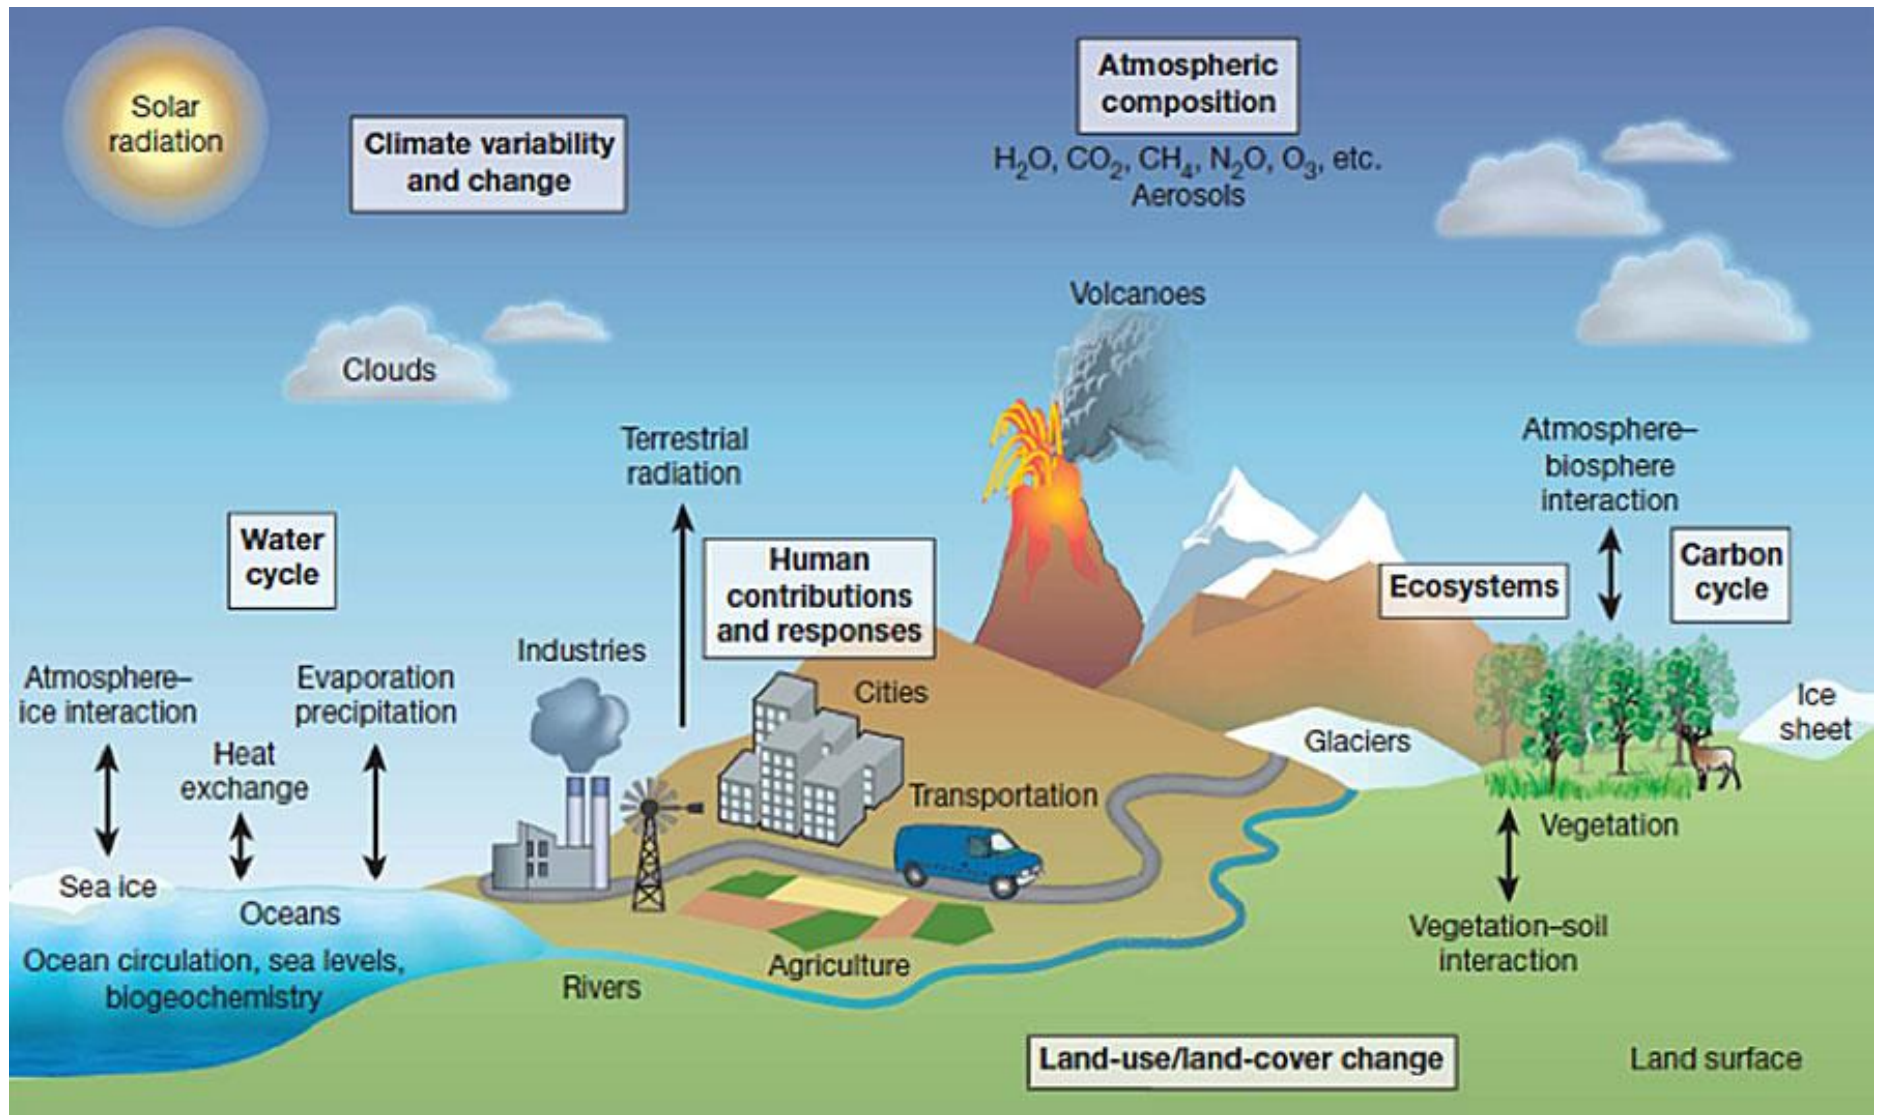 Solar
radiation
Climate variability
and change
Atmospheric
composition
H₂O, CO₂, CH₄, N₂O, O₃, etc.
Aerosols
Volcanoes
Clouds
Terrestrial
radiation
Atmosphere–
biosphere
interaction
Water
cycle
Human
contributions
and responses
Ecosystems
Carbon
cycle
Industries
Atmosphere–
ice interaction
Evaporation
precipitation
Heat
exchange
Cities
Transportation
Glaciers
Ice
sheet
Vegetation
Sea ice
Oceans
Ocean circulation, sea levels,
biogeochemistry
Rivers
Agriculture
Vegetation–soil
interaction
Land-use/land-cover change
Land surface